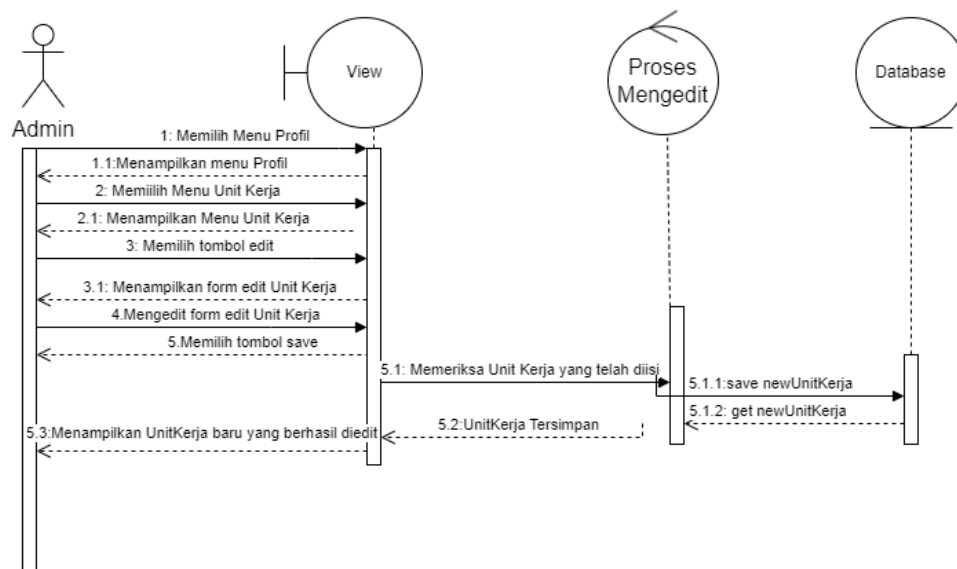 View
Proses
Mengedit
Database
Admin
1: Memilih Menu Profil
1.1:Menampilkan menu Profil
2: Memiilih Menu Unit Kerja
2.1: Menampilkan Menu Unit Kerja
3: Memilih tombol edit
3.1: Menampilkan form edit Unit Kerja
4.Mengedit form edit Unit Kerja
5.Memilih tombol save
5.1: Memeriksa Unit Kerja yang telah diisi
5.1.1:save newUnitKerja
5.1.2: get newUnitKerja
5.2:UnitKerja Tersimpan
5.3:Menampilkan UnitKerja baru yang berhasil diedit